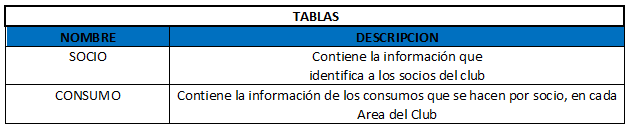 TABLAS
NOMBRE DESCRIPCION
SOCIO Contiene la información que
identifica a los socios del club
CONSUMO Contiene la información de los consumos que se hacen por socio, en cada
Area del Club